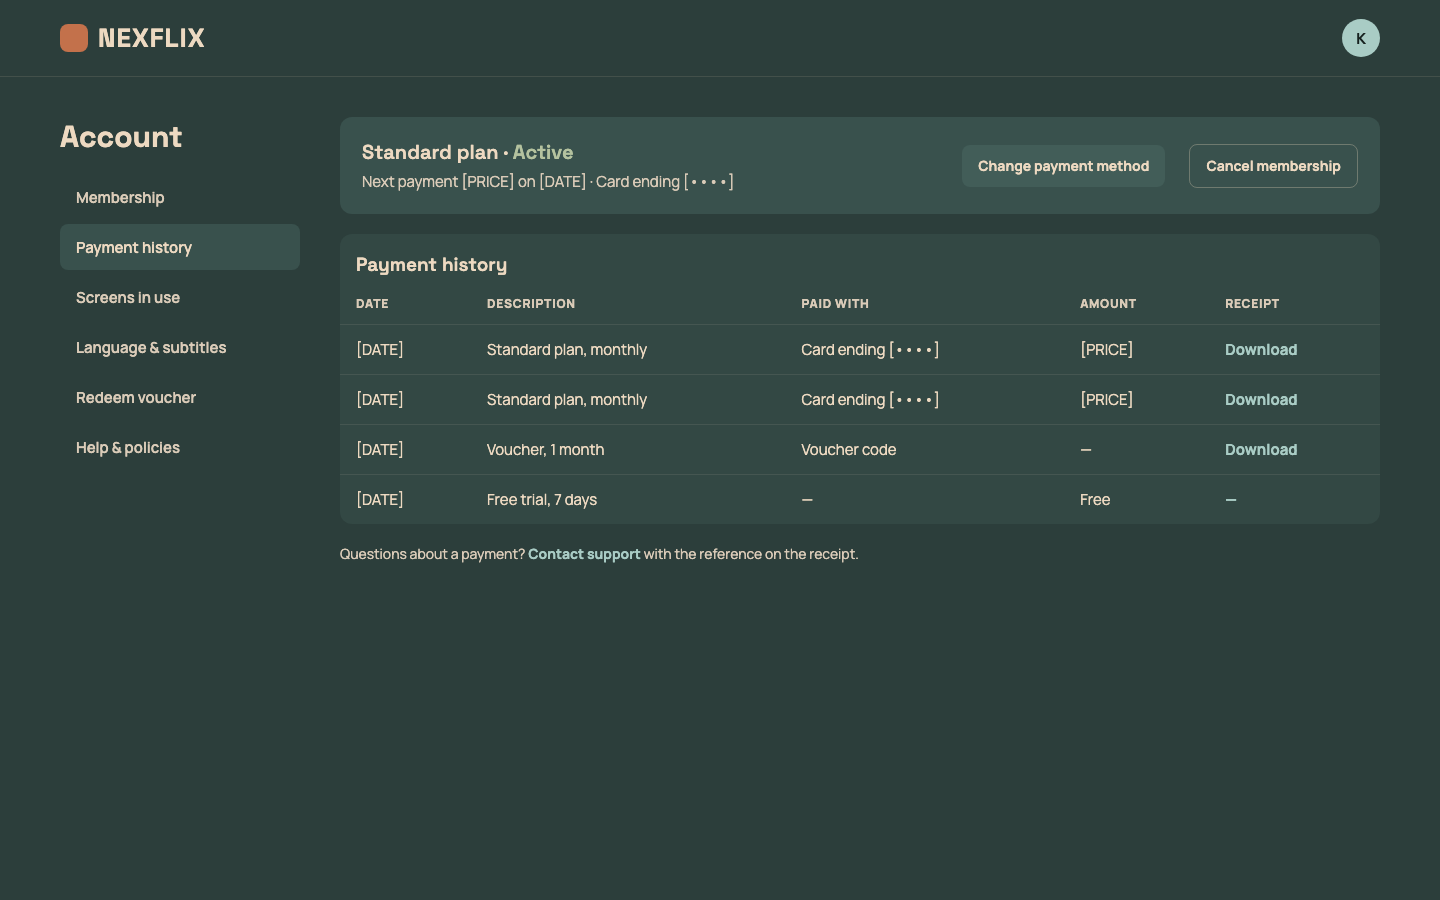 NEXFLIX
K
Account
Membership
Payment history
Screens in use
Language & subtitles
Redeem voucher
Help & policies
Standard plan · Active
Next payment [PRICE] on [DATE] · Card ending [••••]
Change payment method
Cancel membership
Payment history
DATE DESCRIPTION PAID WITH AMOUNT RECEIPT
[DATE] Standard plan, monthly Card ending [••••] [PRICE] Download
[DATE] Standard plan, monthly Card ending [••••] [PRICE] Download
[DATE] Voucher, 1 month Voucher code — Download
[DATE] Free trial, 7 days — Free —
Questions about a payment? Contact support with the reference on the receipt.